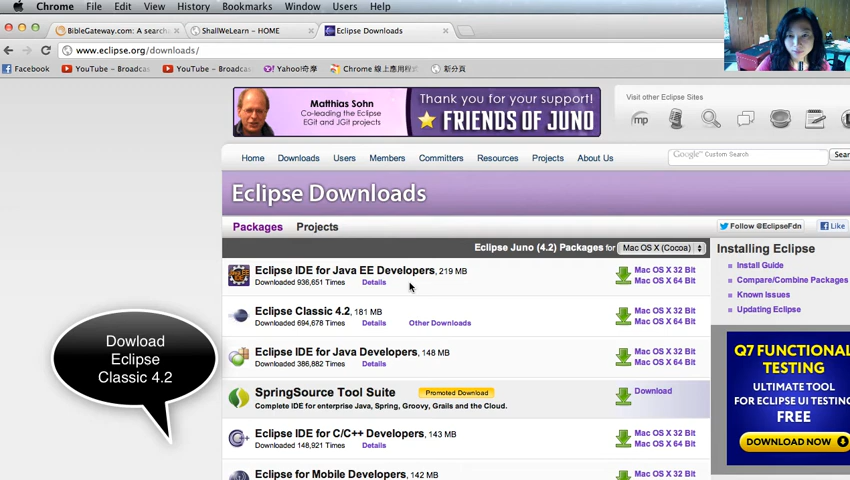 Chrome File Edit View History Bookmarks Window Users Help
BibleGateway.com: A search
ShallWeLearn – HOME
Eclipse Downloads
www.eclipse.org/downloads/
Facebook
YouTube – Broadcas
YouTube – Broadcas
Yahoo!奇摩
Chrome 線上應用程式
新分頁
Matthias Sohn
Co-leading the Eclipse
EGit and JGit projects
Thank you for your support!
FRIENDS OF JUNO
Visit other Eclipse Sites
mp
Home Downloads Users Members Committers Resources Projects About Us
Google™ Custom Search
Sear
Eclipse Downloads
Packages Projects
Follow @EclipseFdn
Like
Eclipse Juno (4.2) Packages for Mac OS X (Cocoa)
Eclipse IDE for Java EE Developers, 219 MB
Downloaded 936,651 Times Details
Mac OS X 32 Bit
Mac OS X 64 Bit
Eclipse Classic 4.2, 181 MB
Downloaded 694,678 Times Details Other Downloads
Mac OS X 32 Bit
Mac OS X 64 Bit
Eclipse IDE for Java Developers, 148 MB
Downloaded 386,882 Times Details
Mac OS X 32 Bit
Mac OS X 64 Bit
SpringSource Tool Suite Promoted Download
Complete IDE for enterprise Java, Spring, Groovy, Grails and the Cloud.
Download
Eclipse IDE for C/C++ Developers, 143 MB
Downloaded 148,921 Times Details
Mac OS X 32 Bit
Mac OS X 64 Bit
Eclipse for Mobile Developers, 142 MB
Mac OS X 32 Bit
Installing Eclipse
Install Guide
Compare/Combine Packages
Known Issues
Updating Eclipse
Q7 FUNCTIONAL
TESTING
ULTIMATE TOOL
FOR ECLIPSE UI TESTING
FREE
DOWNLOAD NOW
Dowload
Eclipse
Classic 4.2